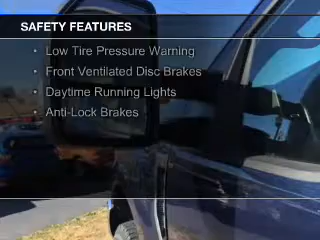 SAFETY FEATURES
• Low Tire Pressure Warning
• Front Ventilated Disc Brakes
• Daytime Running Lights
• Anti-Lock Brakes